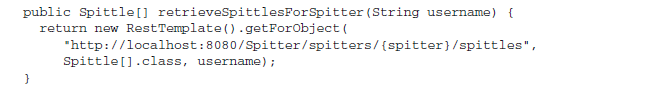 public Spittle[] retrieveSpittlesForSpitter(String username) {
  return new RestTemplate().getForObject(
     "http://localhost:8080/Spitter/spitters/{spitter}/spittles",
     Spittle[].class, username);
}